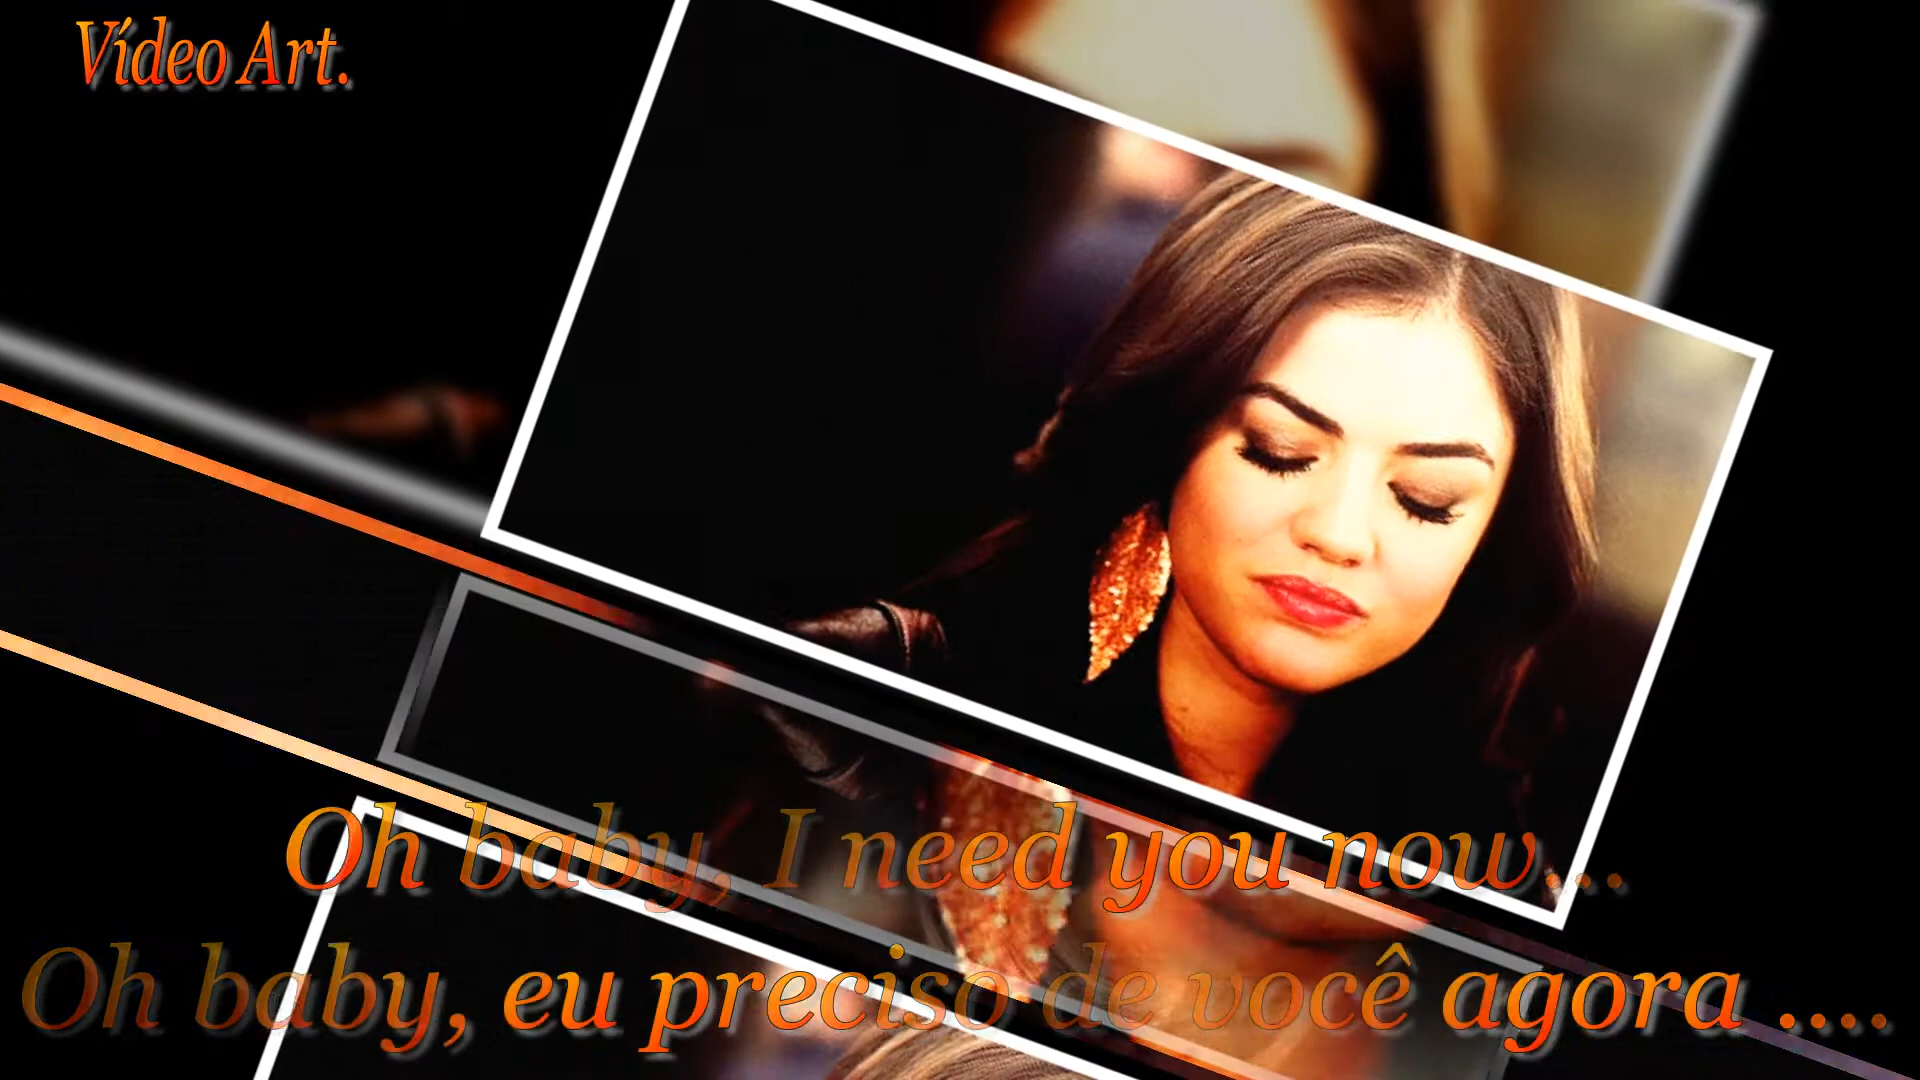 Vídeo Art.
Oh baby, I need you now...
Oh baby, eu preciso de você agora ....